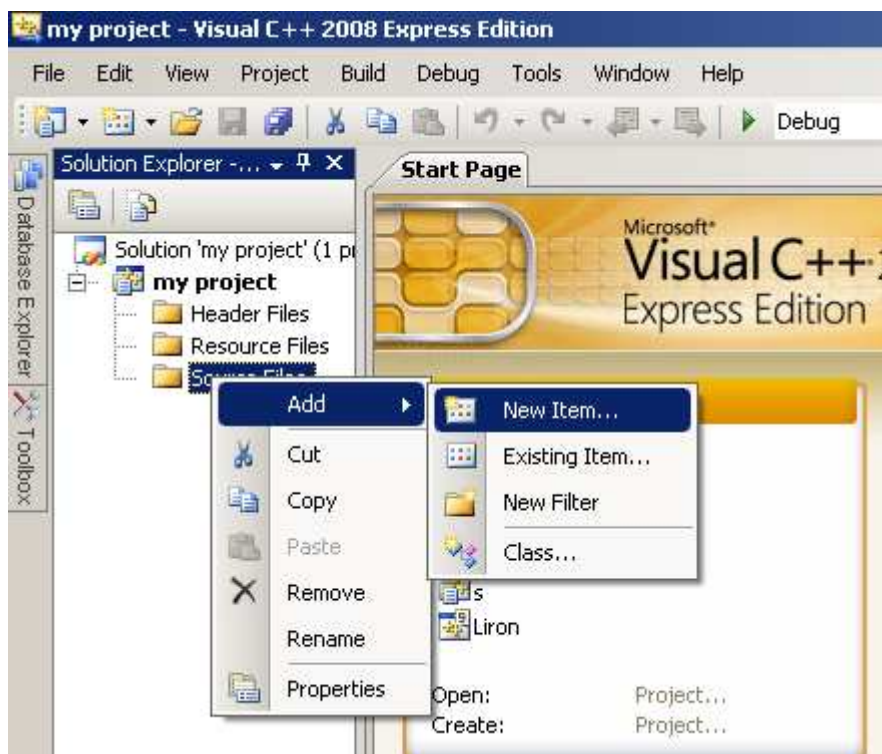 my project - Visual C++ 2008 Express Edition
File Edit View Project Build Debug Tools Window Help
Debug
Solution Explorer -...
Start Page
Database Explorer
Toolbox
Solution 'my project' (1
my project
Header Files
Resource Files
Source Files
Microsoft
Visual C++
Express Edition
Add
Cut
Copy
Paste
Remove
Rename
Properties
New Item...
Existing Item...
New Filter
Class...
s
Liron
Open: Project...
Create: Project...